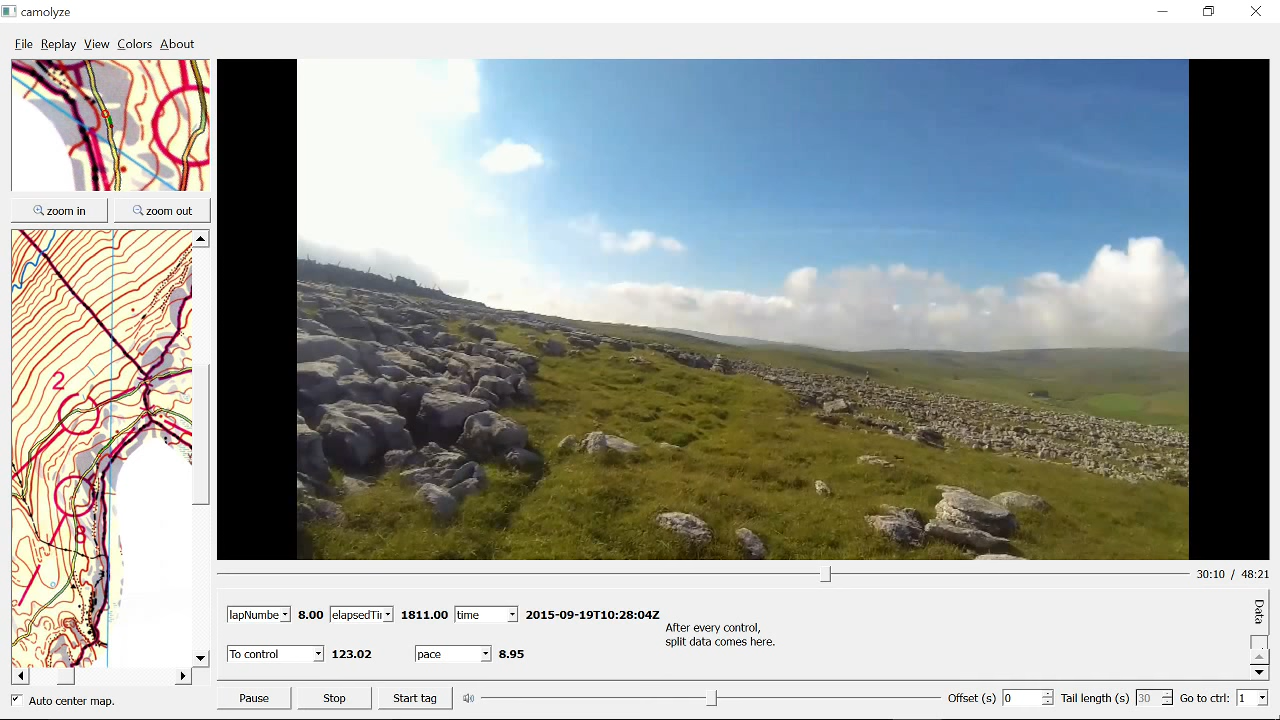 camolyze
File Replay View Colors About
zoom in zoom out
2
8
30:10 / 48:21
lapNumbe 8.00 elapsedTi 1811.00 time 2015-09-19T10:28:04Z
After every control,
split data comes here.
To control 123.02 pace 8.95
Data
Auto center map.
Pause Stop Start tag Offset (s) 0 Tail length (s) 30 Go to ctrl: 1